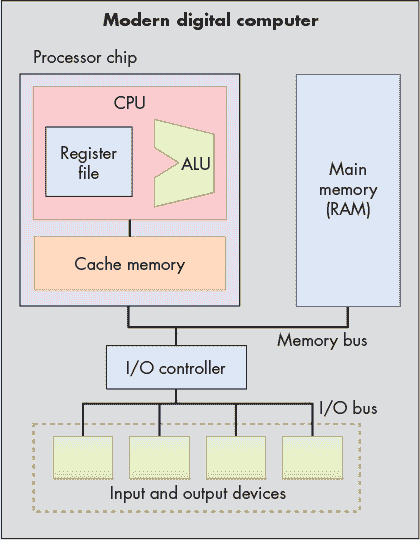 Modern digital computer
Processor chip
CPU
Register
file
ALU
Cache memory
Main
memory
(RAM)
Memory bus
I/O controller
I/O bus
Input and output devices